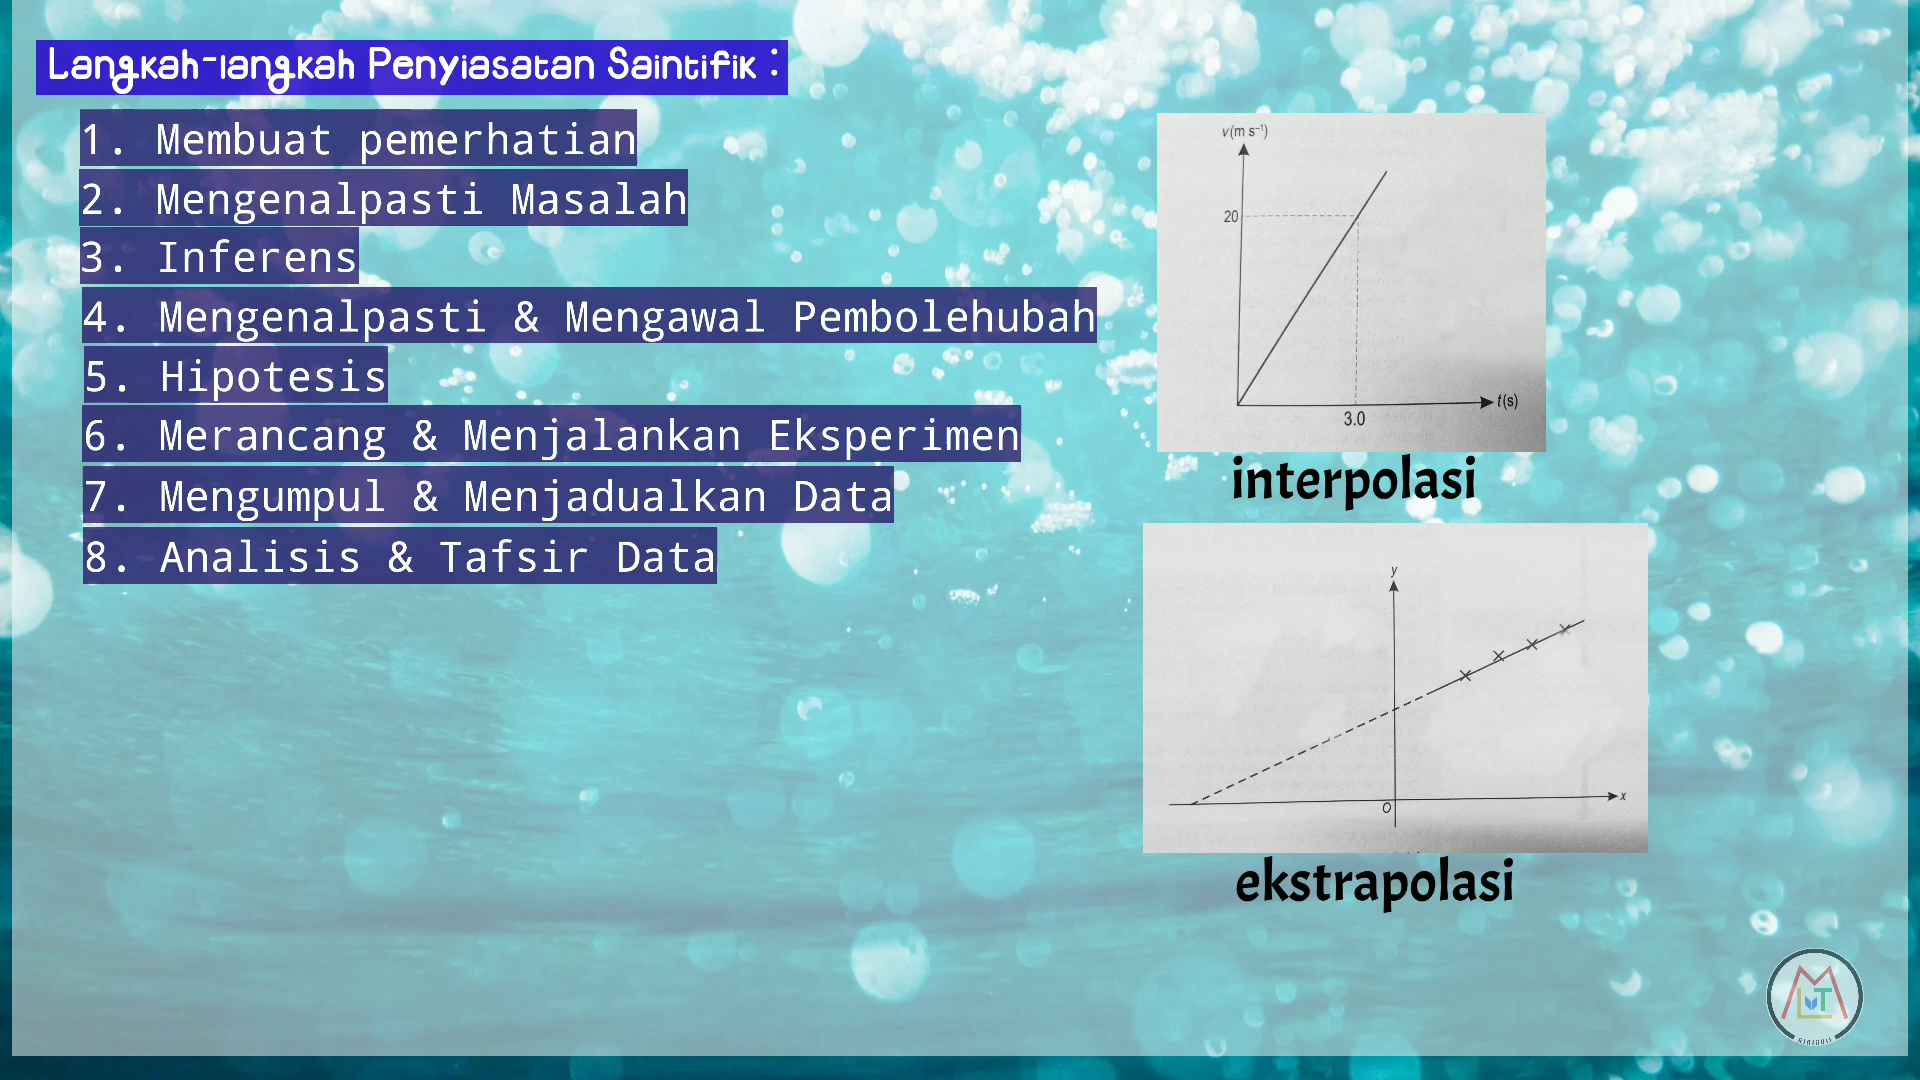 Langkah-langkah Penyiasatan Saintifik :
1. Membuat pemerhatian
2. Mengenalpasti Masalah
3. Inferens
4. Mengenalpasti & Mengawal Pembolehubah
5. Hipotesis
6. Merancang & Menjalankan Eksperimen
7. Mengumpul & Menjadualkan Data
8. Analisis & Tafsir Data
v (m s⁻¹)
20
t (s)
3.0
interpolasi
y
x
O
ekstrapolasi
M
L T